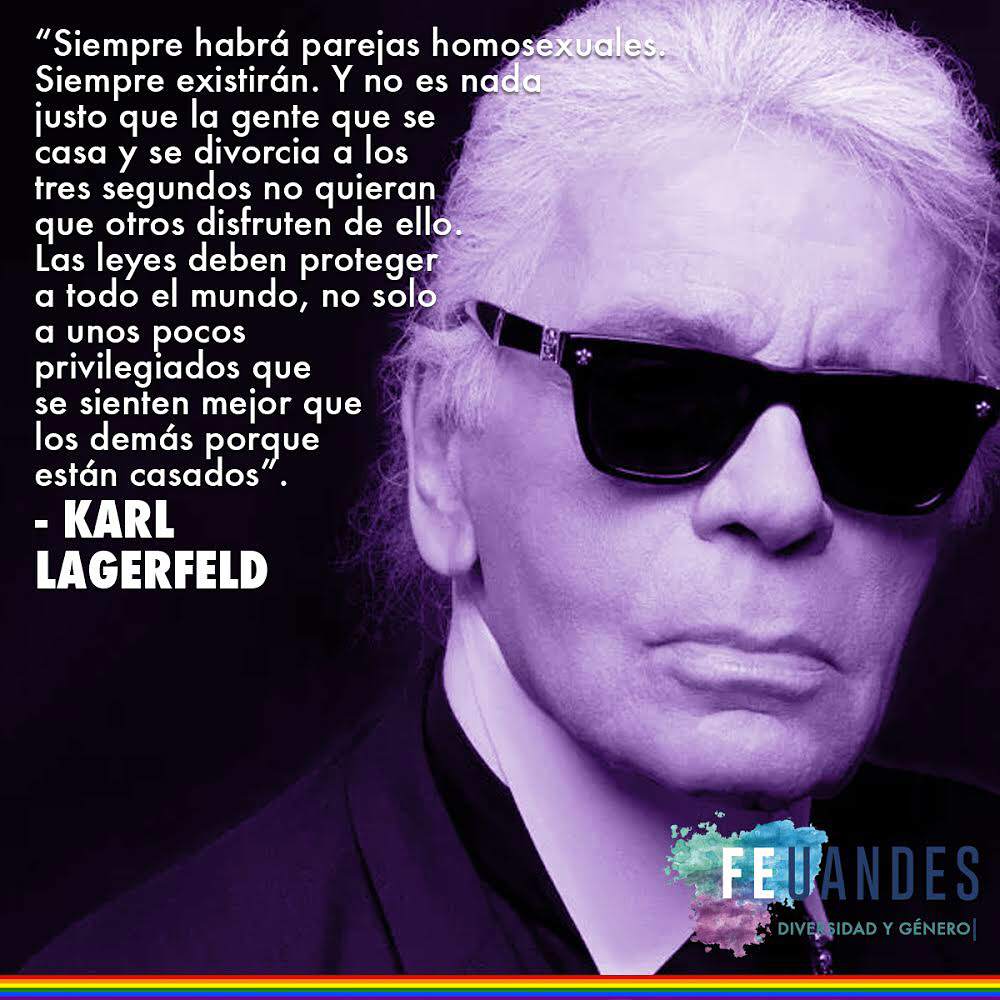 “Siempre habrá parejas homosexuales.
Siempre existirán. Y no es nada
justo que la gente que se
casa y se divorcia a los
tres segundos no quieran
que otros disfruten de ello.
Las leyes deben proteger
a todo el mundo, no solo
a unos pocos
privilegiados que
se sienten mejor que
los demás porque
están casados”.
- KARL
LAGERFELD
FEUANDES
DIVERSIDAD Y GÉNERO|